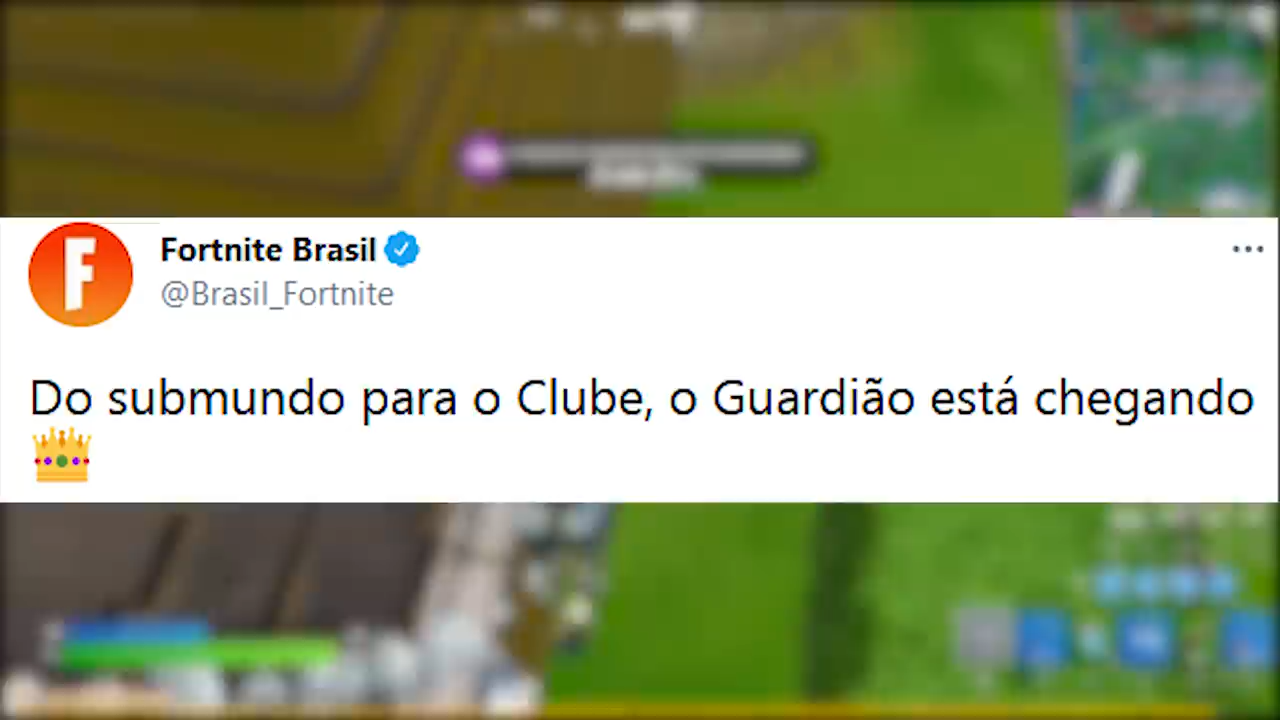 Fortnite Brasil
@Brasil_Fortnite
Do submundo para o Clube, o Guardião está chegando
👑